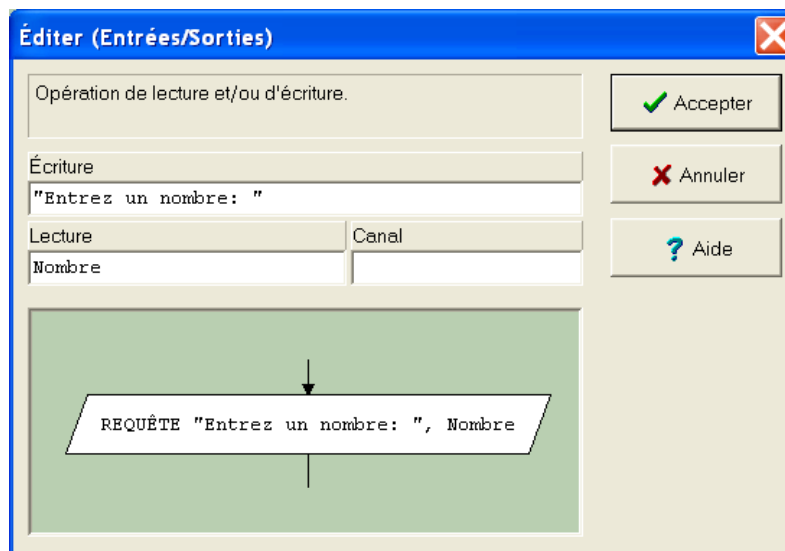 Éditer (Entrées/Sorties)
Opération de lecture et/ou d'écriture.
Accepter
Écriture
"Entrez un nombre: "
Annuler
Lecture
Canal
Nombre
Aide
REQUÊTE "Entrez un nombre: ", Nombre